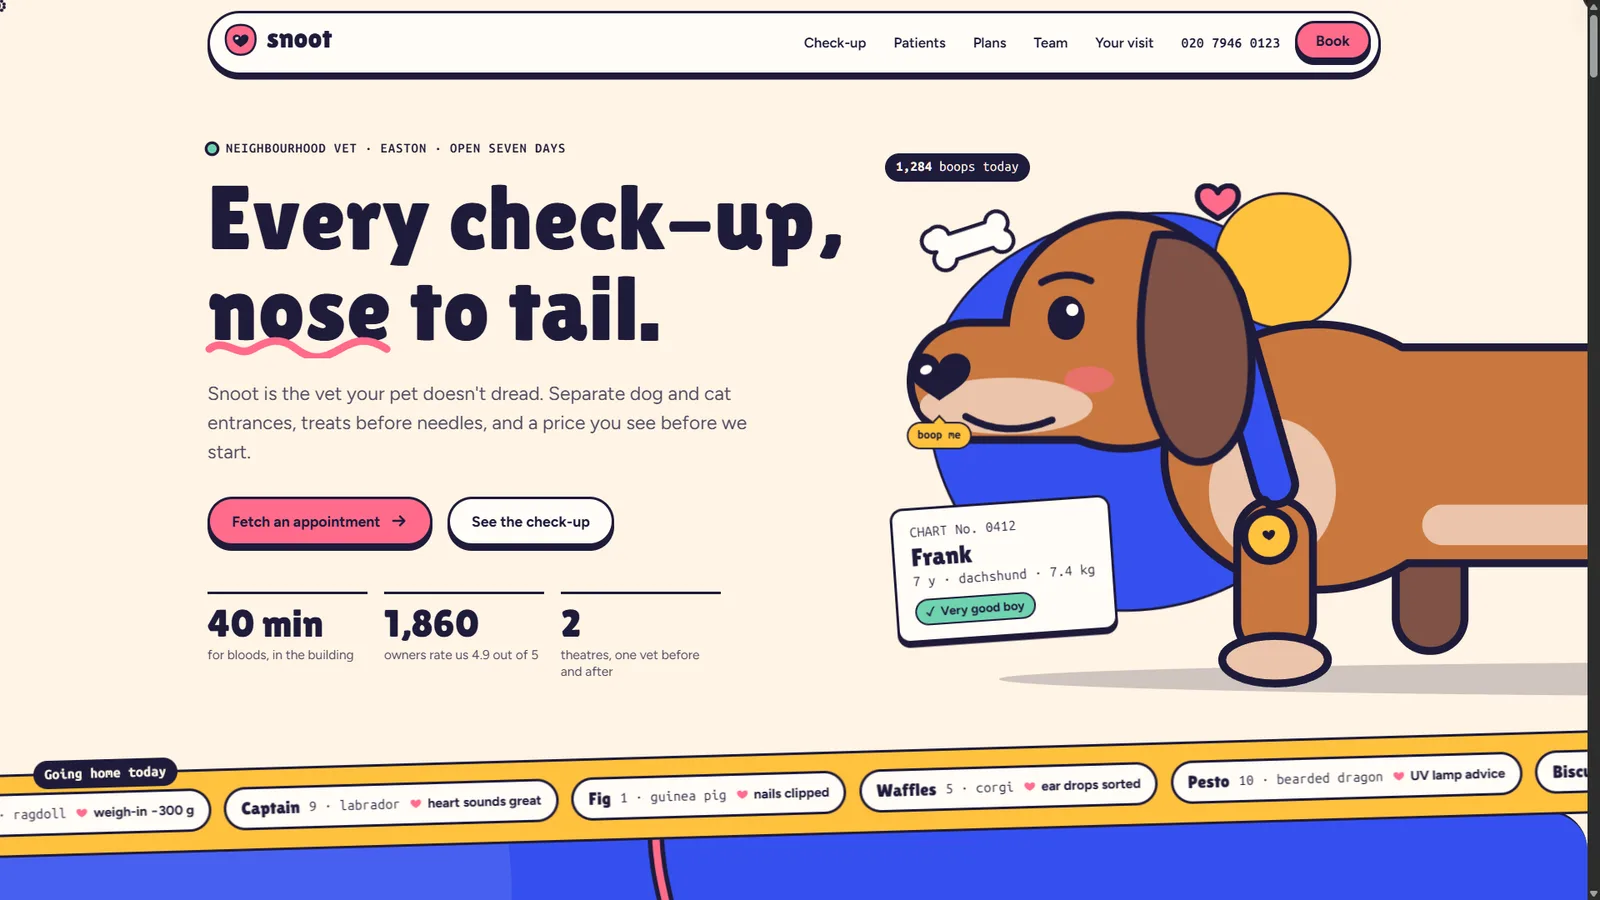 snoot
Check-up Patients Plans Team Your visit 020 7946 0123 Book
NEIGHBOURHOOD VET · EASTON · OPEN SEVEN DAYS
Every check-up,
nose to tail.
Snoot is the vet your pet doesn't dread. Separate dog and cat
entrances, treats before needles, and a price you see before we
start.
Fetch an appointment → See the check-up
40 min
for bloods, in the building
1,860
owners rate us 4.9 out of 5
2
theatres, one vet before
and after
1,284 boops today
boop me
CHART No. 0412
Frank
7 y · dachshund · 7.4 kg
✓ Very good boy
Going home today
· ragdoll ♥ weigh-in −300 g
Captain 9 · labrador ♥ heart sounds great
Fig 1 · guinea pig ♥ nails clipped
Waffles 5 · corgi ♥ ear drops sorted
Pesto 10 · bearded dragon ♥ UV lamp advice